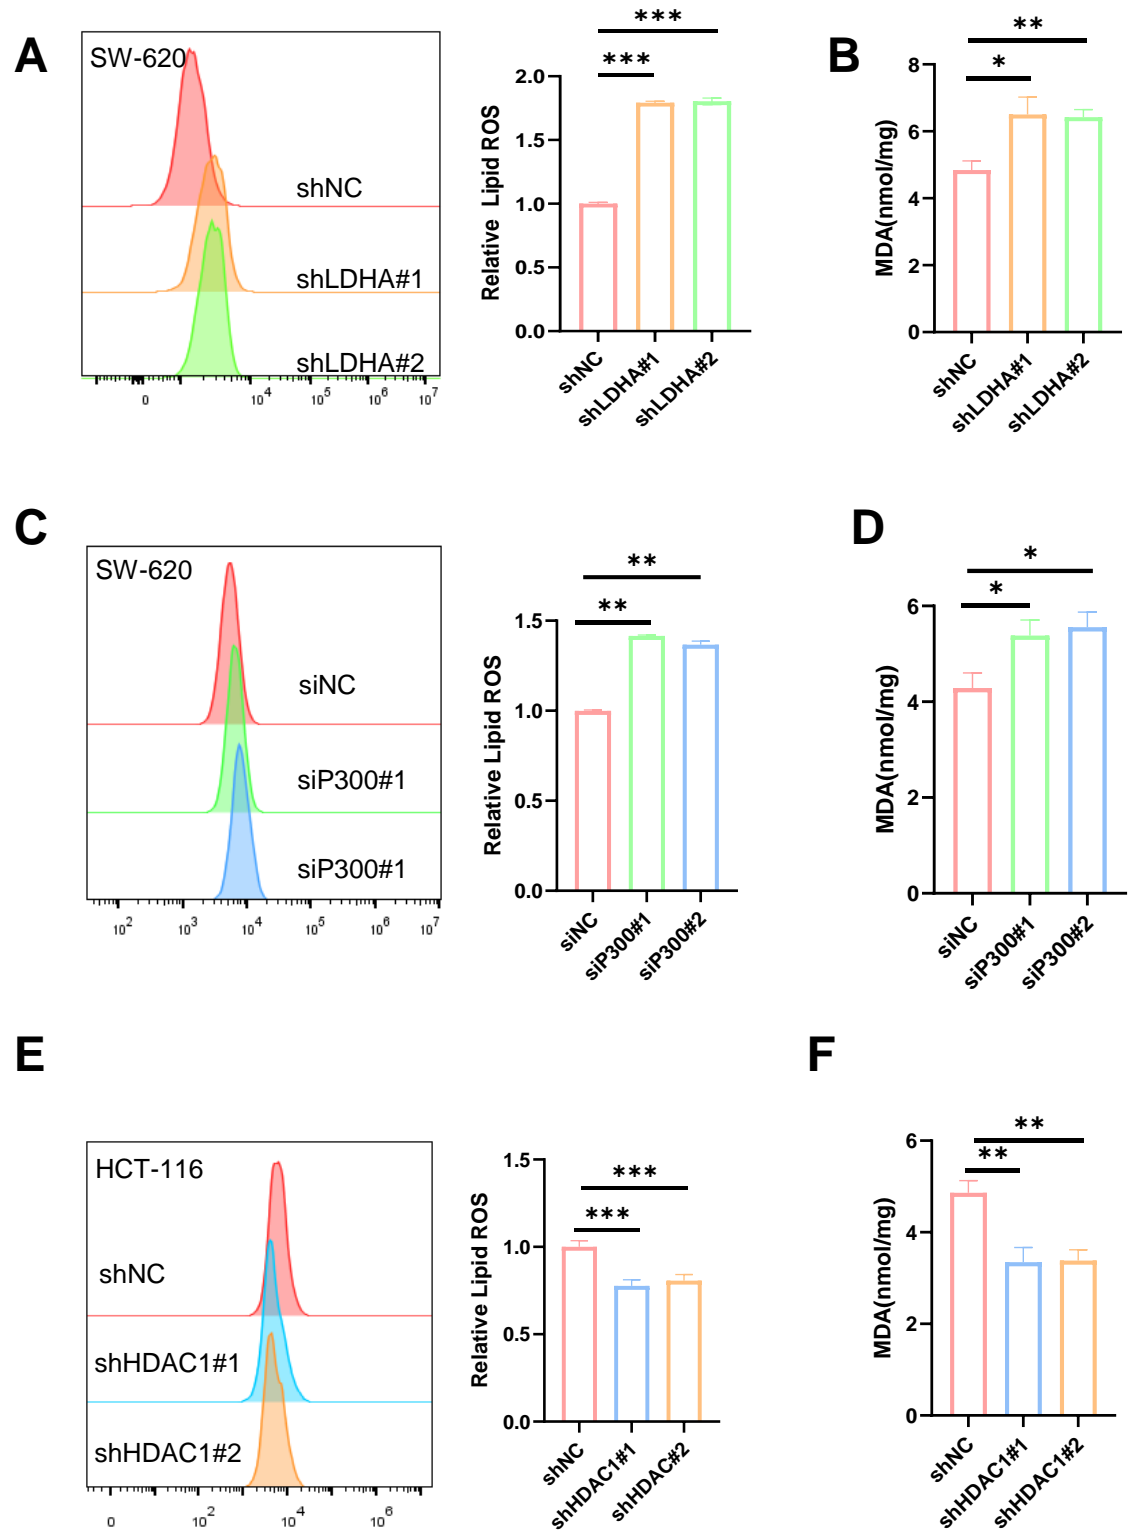 A
SW-620
shNC
shLDHA#1
shLDHA#2
0
10^4
10^5
10^6
10^7
Relative Lipid ROS
2.0
1.5
1.0
0.5
0.0
***
***
shNC
shLDHA#1
shLDHA#2
B
MDA(nmol/mg)
8
6
4
2
0
**
*
shNC
shLDHA#1
shLDHA#2
C
SW-620
siNC
siP300#1
siP300#1
10^2
10^3
10^4
10^5
10^6
10^7
Relative Lipid ROS
1.5
1.0
0.5
0.0
**
**
siNC
siP300#1
siP300#2
D
MDA(nmol/mg)
6
4
2
0
*
*
siNC
siP300#1
siP300#2
E
HCT-116
shNC
shHDAC1#1
shHDAC1#2
0
10^2
10^4
10^6
Relative Lipid ROS
1.5
1.0
0.5
0.0
***
***
shNC
shHDAC1#1
shHDAC#2
F
MDA(nmol/mg)
6
4
2
0
**
**
shNC
shHDAC1#1
shHDAC1#2